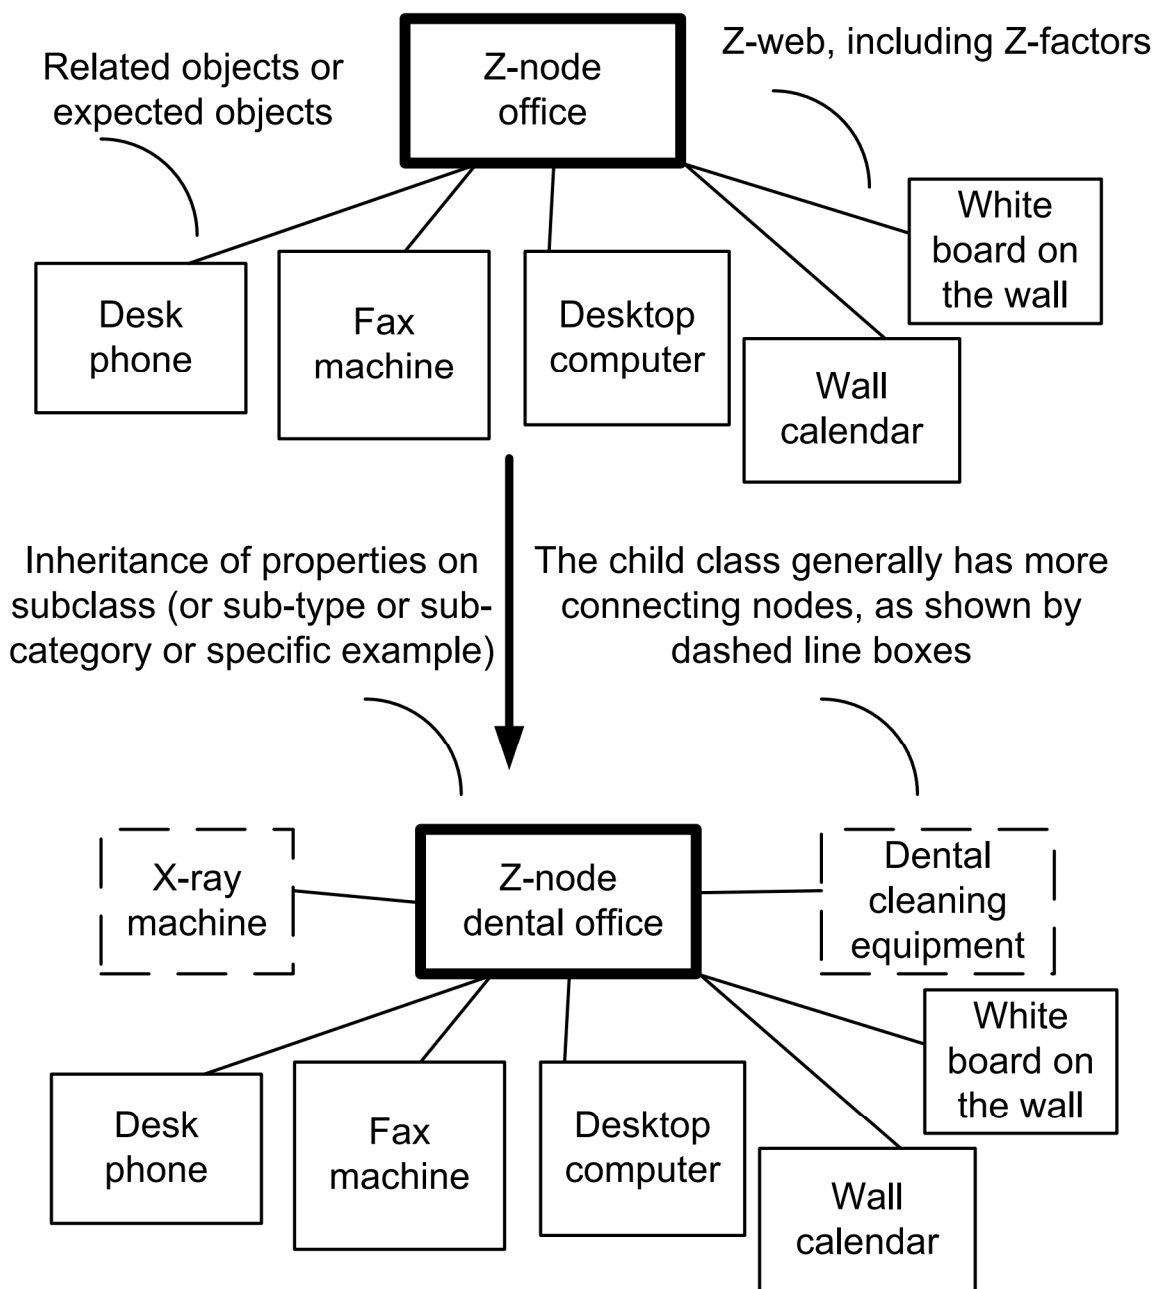 Z-web, including Z-factors
Related objects or
expected objects
Z-node
office
White
board on
the wall
Desk
phone
Fax
machine
Desktop
computer
Wall
calendar
Inheritance of properties on
subclass (or sub-type or sub-
category or specific example)
The child class generally has more
connecting nodes, as shown by
dashed line boxes
X-ray
machine
Z-node
dental office
Dental
cleaning
equipment
White
board on
the wall
Desk
phone
Fax
machine
Desktop
computer
Wall
calendar